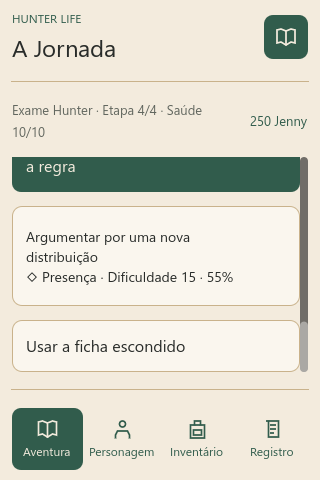 HUNTER LIFE
A Jornada
Exame Hunter · Etapa 4/4 · Saúde
10/10
250 Jenny
a regra
Argumentar por uma nova
distribuição
◇ Presença · Dificuldade 15 · 55%
Usar a ficha escondido
Aventura
Personagem
Inventário
Registro